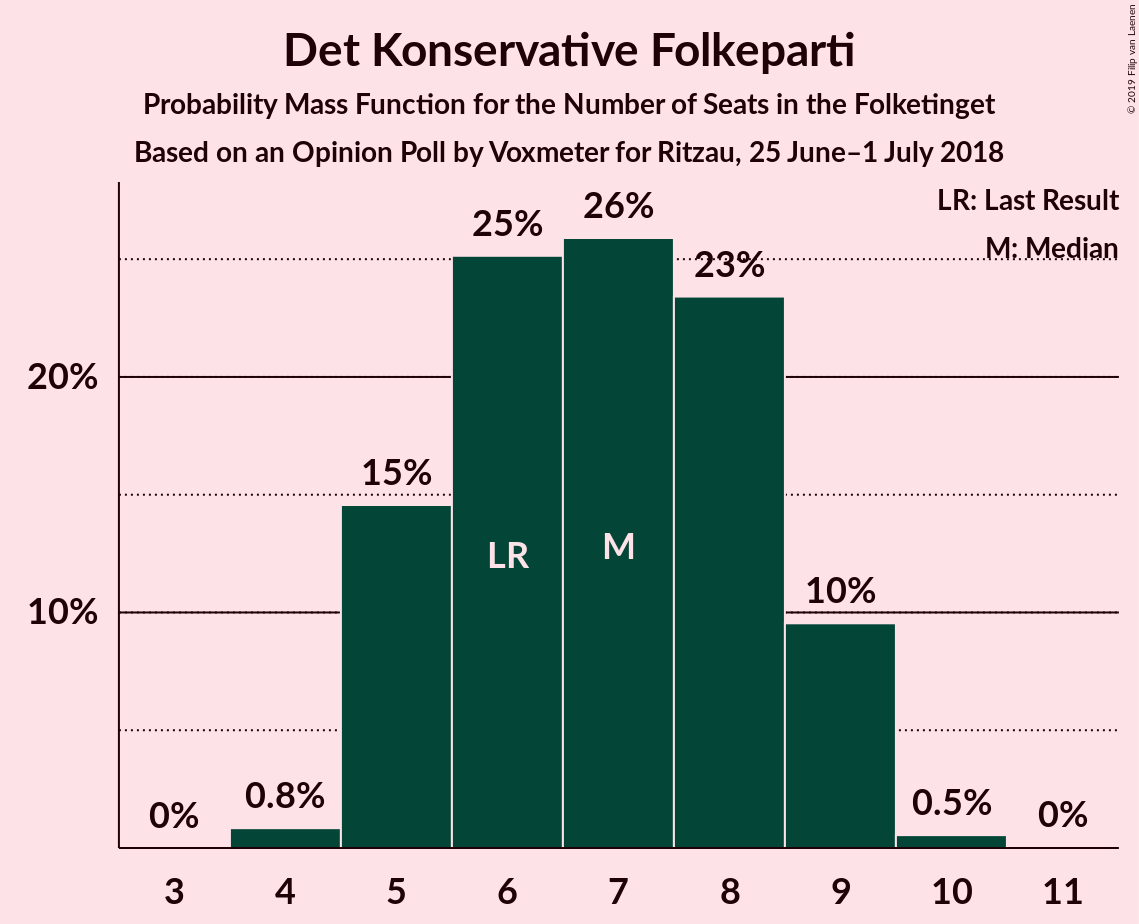 Det Konservative Folkeparti
Probability Mass Function for the Number of Seats in the Folketinget
Based on an Opinion Poll by Voxmeter for Ritzau, 25 June–1 July 2018
© 2019 Filip van Laenen
LR: Last Result
M: Median
20%
10%
0%
0.8%
15%
25%
26%
23%
10%
0.5%
0%
LR
M
3 4 5 6 7 8 9 10 11